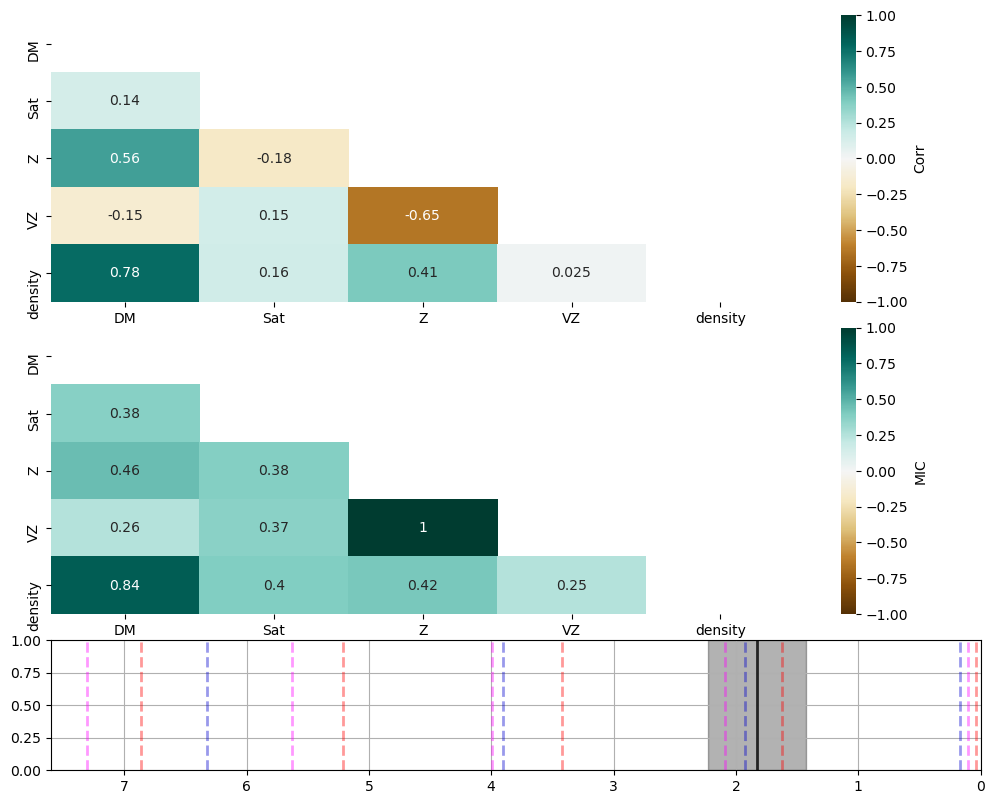 DM
Sat 0.14
Z 0.56 -0.18
VZ -0.15 0.15 -0.65
density 0.78 0.16 0.41 0.025
DM Sat Z VZ density
1.00
0.75
0.50
0.25
0.00
−0.25
−0.50
−0.75
−1.00
Corr
DM
Sat 0.38
Z 0.46 0.38
VZ 0.26 0.37 1
density 0.84 0.4 0.42 0.25
DM Sat Z VZ density
1.00
0.75
0.50
0.25
0.00
−0.25
−0.50
−0.75
−1.00
MIC
1.00
0.75
0.50
0.25
0.00
7 6 5 4 3 2 1 0